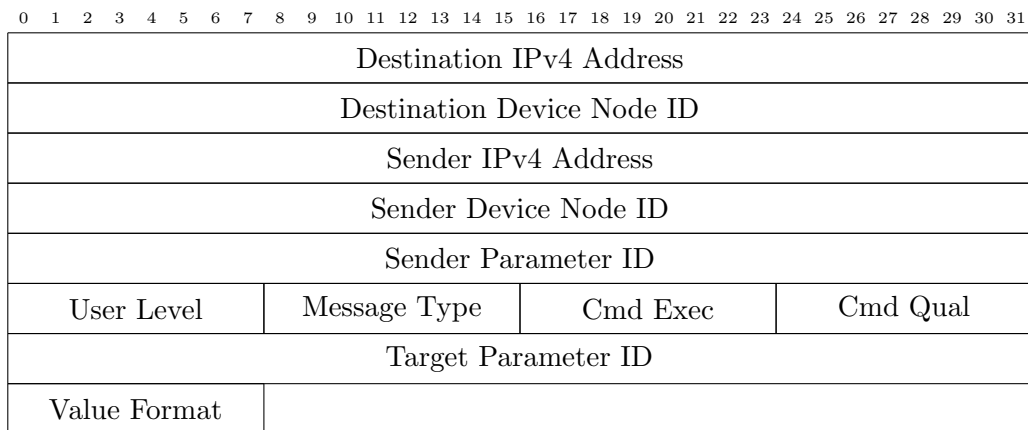 0 1 2 3 4 5 6 7 8 9 10 11 12 13 14 15 16 17 18 19 20 21 22 23 24 25 26 27 28 29 30 31
Destination IPv4 Address
Destination Device Node ID
Sender IPv4 Address
Sender Device Node ID
Sender Parameter ID
User Level Message Type Cmd Exec Cmd Qual
Target Parameter ID
Value Format